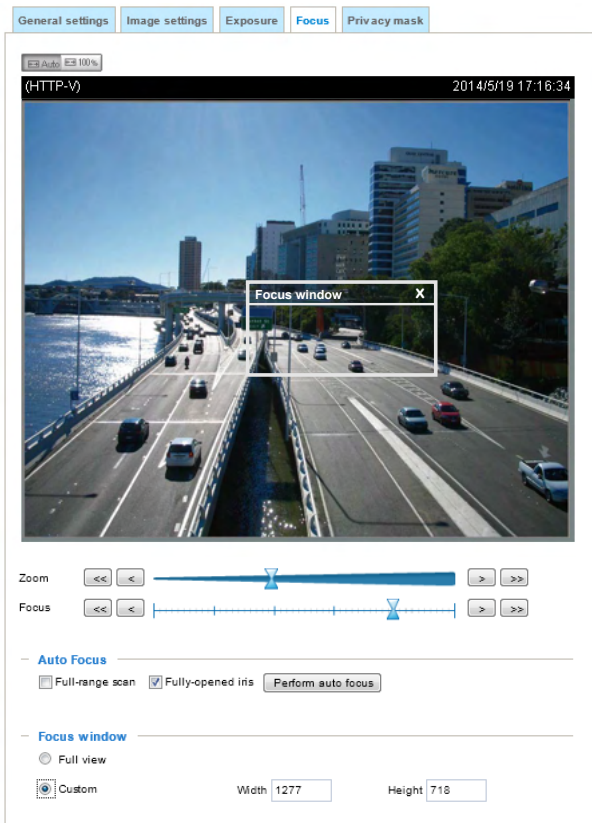 General settings Image settings Exposure Focus Privacy mask
Auto 100%
(HTTP-V) 2014/5/19 17:16:34
Focus window X
Zoom << < > >>
Focus << < > >>
Auto Focus
Full-range scan Fully-opened iris Perform auto focus
Focus window
Full view
Custom Width 1277 Height 718